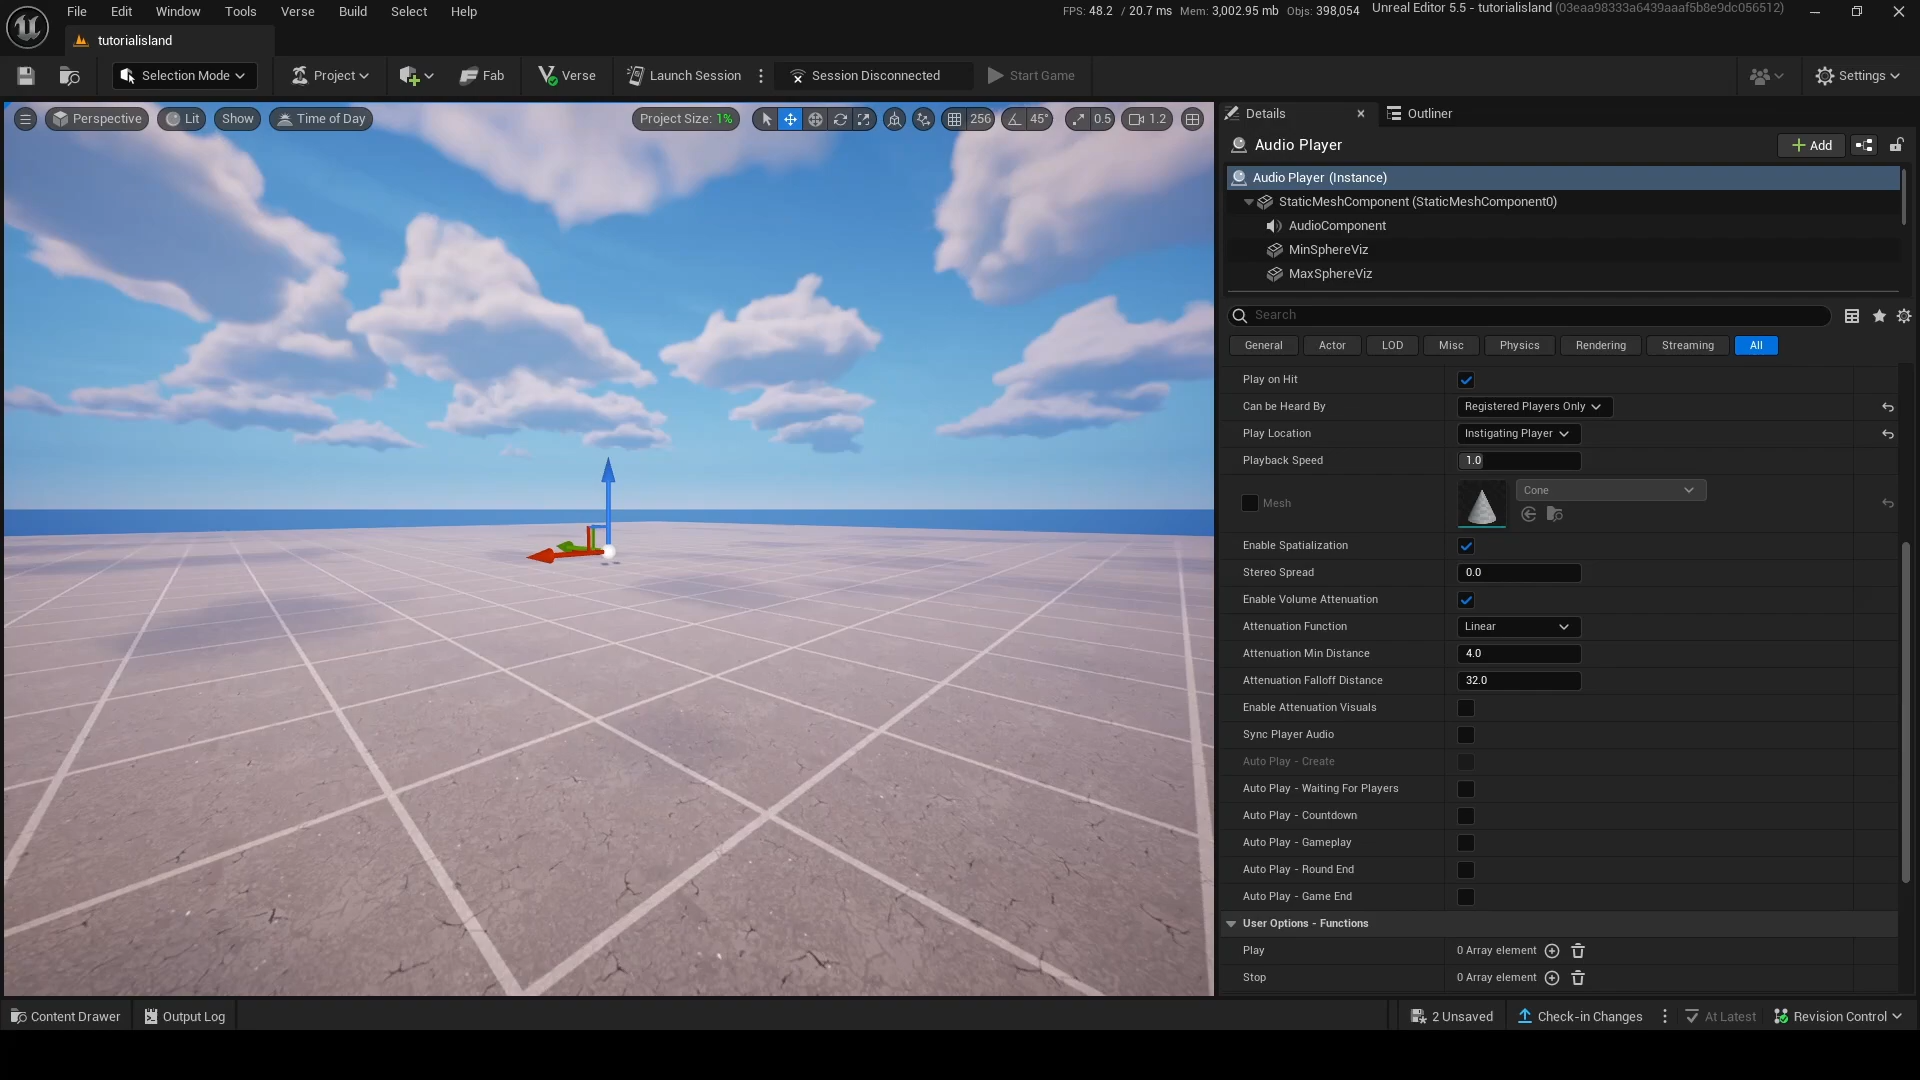 File Edit Window Tools Verse Build Select Help
FPS: 48.2 / 20.7 ms Mem: 3,002.95 mb Objs: 398,054 Unreal Editor 5.5 - tutorialisland (03eaa98333a6439aaaf5b8e9dc056512)
tutorialisland
Selection Mode Project Fab Verse Launch Session Session Disconnected Start Game Settings
Perspective Lit Show Time of Day Project Size: 1% 256 45° 0.5 1.2
Details Outliner
Audio Player Add
Audio Player (Instance)
StaticMeshComponent (StaticMeshComponent0)
AudioComponent
MinSphereViz
MaxSphereViz
Search
General Actor LOD Misc Physics Rendering Streaming All
Play on Hit
Can be Heard By Registered Players Only
Play Location Instigating Player
Playback Speed 1.0
Mesh Cone
Enable Spatialization
Stereo Spread 0.0
Enable Volume Attenuation
Attenuation Function Linear
Attenuation Min Distance 4.0
Attenuation Falloff Distance 32.0
Enable Attenuation Visuals
Sync Player Audio
Auto Play - Create
Auto Play - Waiting For Players
Auto Play - Countdown
Auto Play - Gameplay
Auto Play - Round End
Auto Play - Game End
User Options - Functions
Play 0 Array element
Stop 0 Array element
Content Drawer Output Log 2 Unsaved Check-in Changes At Latest Revision Control